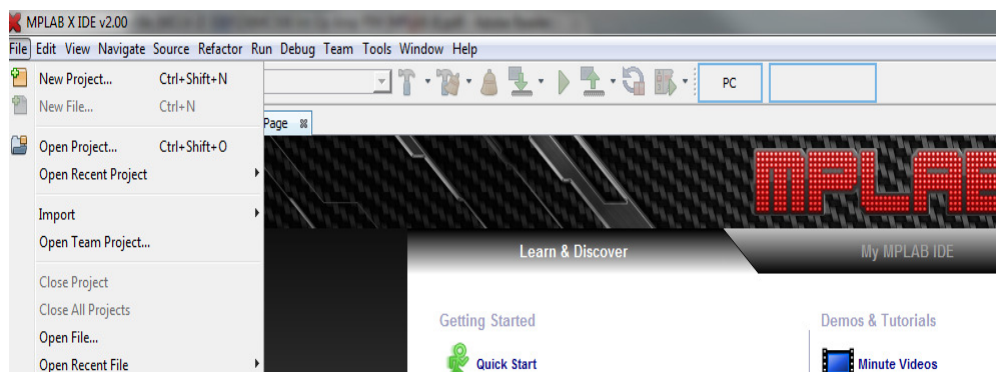 MPLAB X IDE v2.00
File Edit View Navigate Source Refactor Run Debug Team Tools Window Help
New Project... Ctrl+Shift+N
New File... Ctrl+N
PC
Page
Open Project... Ctrl+Shift+O
Open Recent Project
MPLAB
Import
Open Team Project...
Learn & Discover My MPLAB IDE
Close Project
Close All Projects
Getting Started Demos & Tutorials
Open File...
Open Recent File
Quick Start Minute Videos